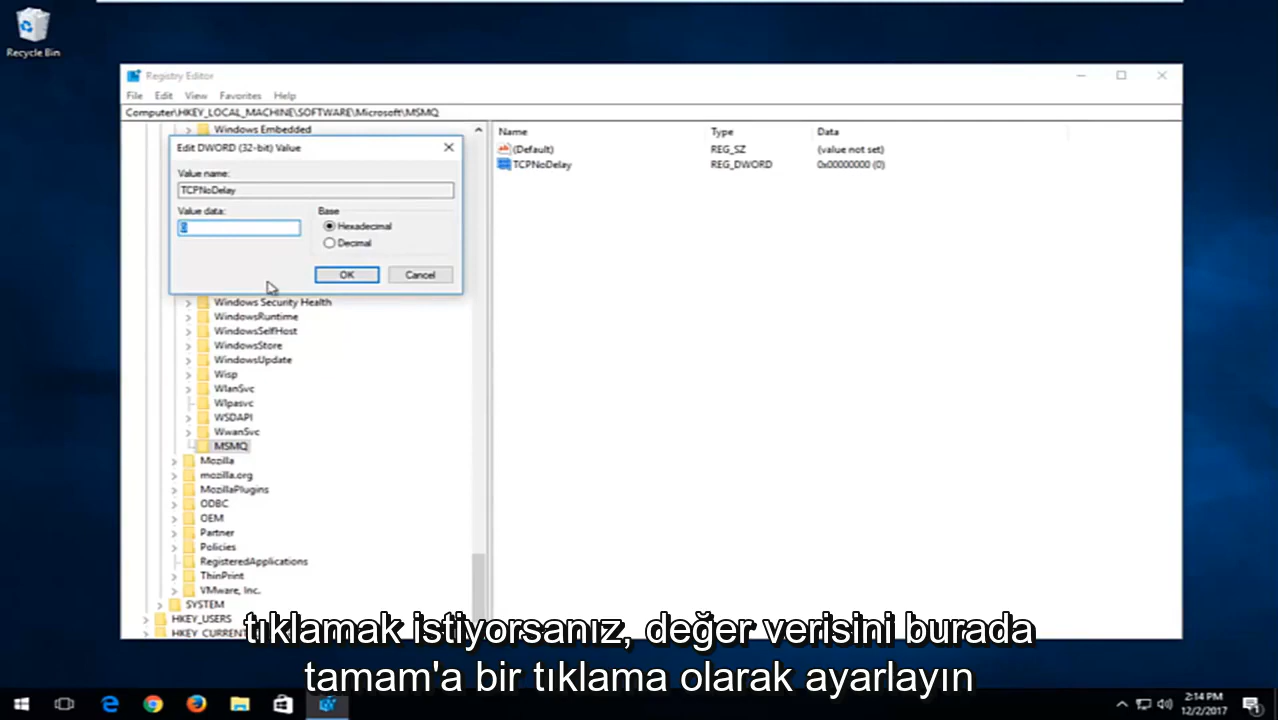 Recycle Bin
Registry Editor
File Edit View Favorites Help
Computer\HKEY_LOCAL_MACHINE\SOFTWARE\Microsoft\MSMQ
Windows Embedded
Edit DWORD (32-bit) Value
Value name:
TCPNoDelay
Value data:
0
Base
Hexadecimal
Decimal
OK Cancel
Windows Security Health
WindowsRuntime
WindowsSelfHost
WindowsStore
WindowsUpdate
Wisp
WlanSvc
Wlpasvc
WSDAPI
WwanSvc
MSMQ
Mozilla
mozilla.org
MozillaPlugins
ODBC
OEM
Partner
Policies
RegisteredApplications
ThinPrint
VMware, Inc.
SYSTEM
HKEY_USERS
HKEY_CURRENT
Name Type Data
(Default) REG_SZ (value not set)
TCPNoDelay REG_DWORD 0x00000000 (0)
tıklamak istiyorsanız, değer verisini burada
tamam'a bir tıklama olarak ayarlayın
2:14 PM
12/2/2017